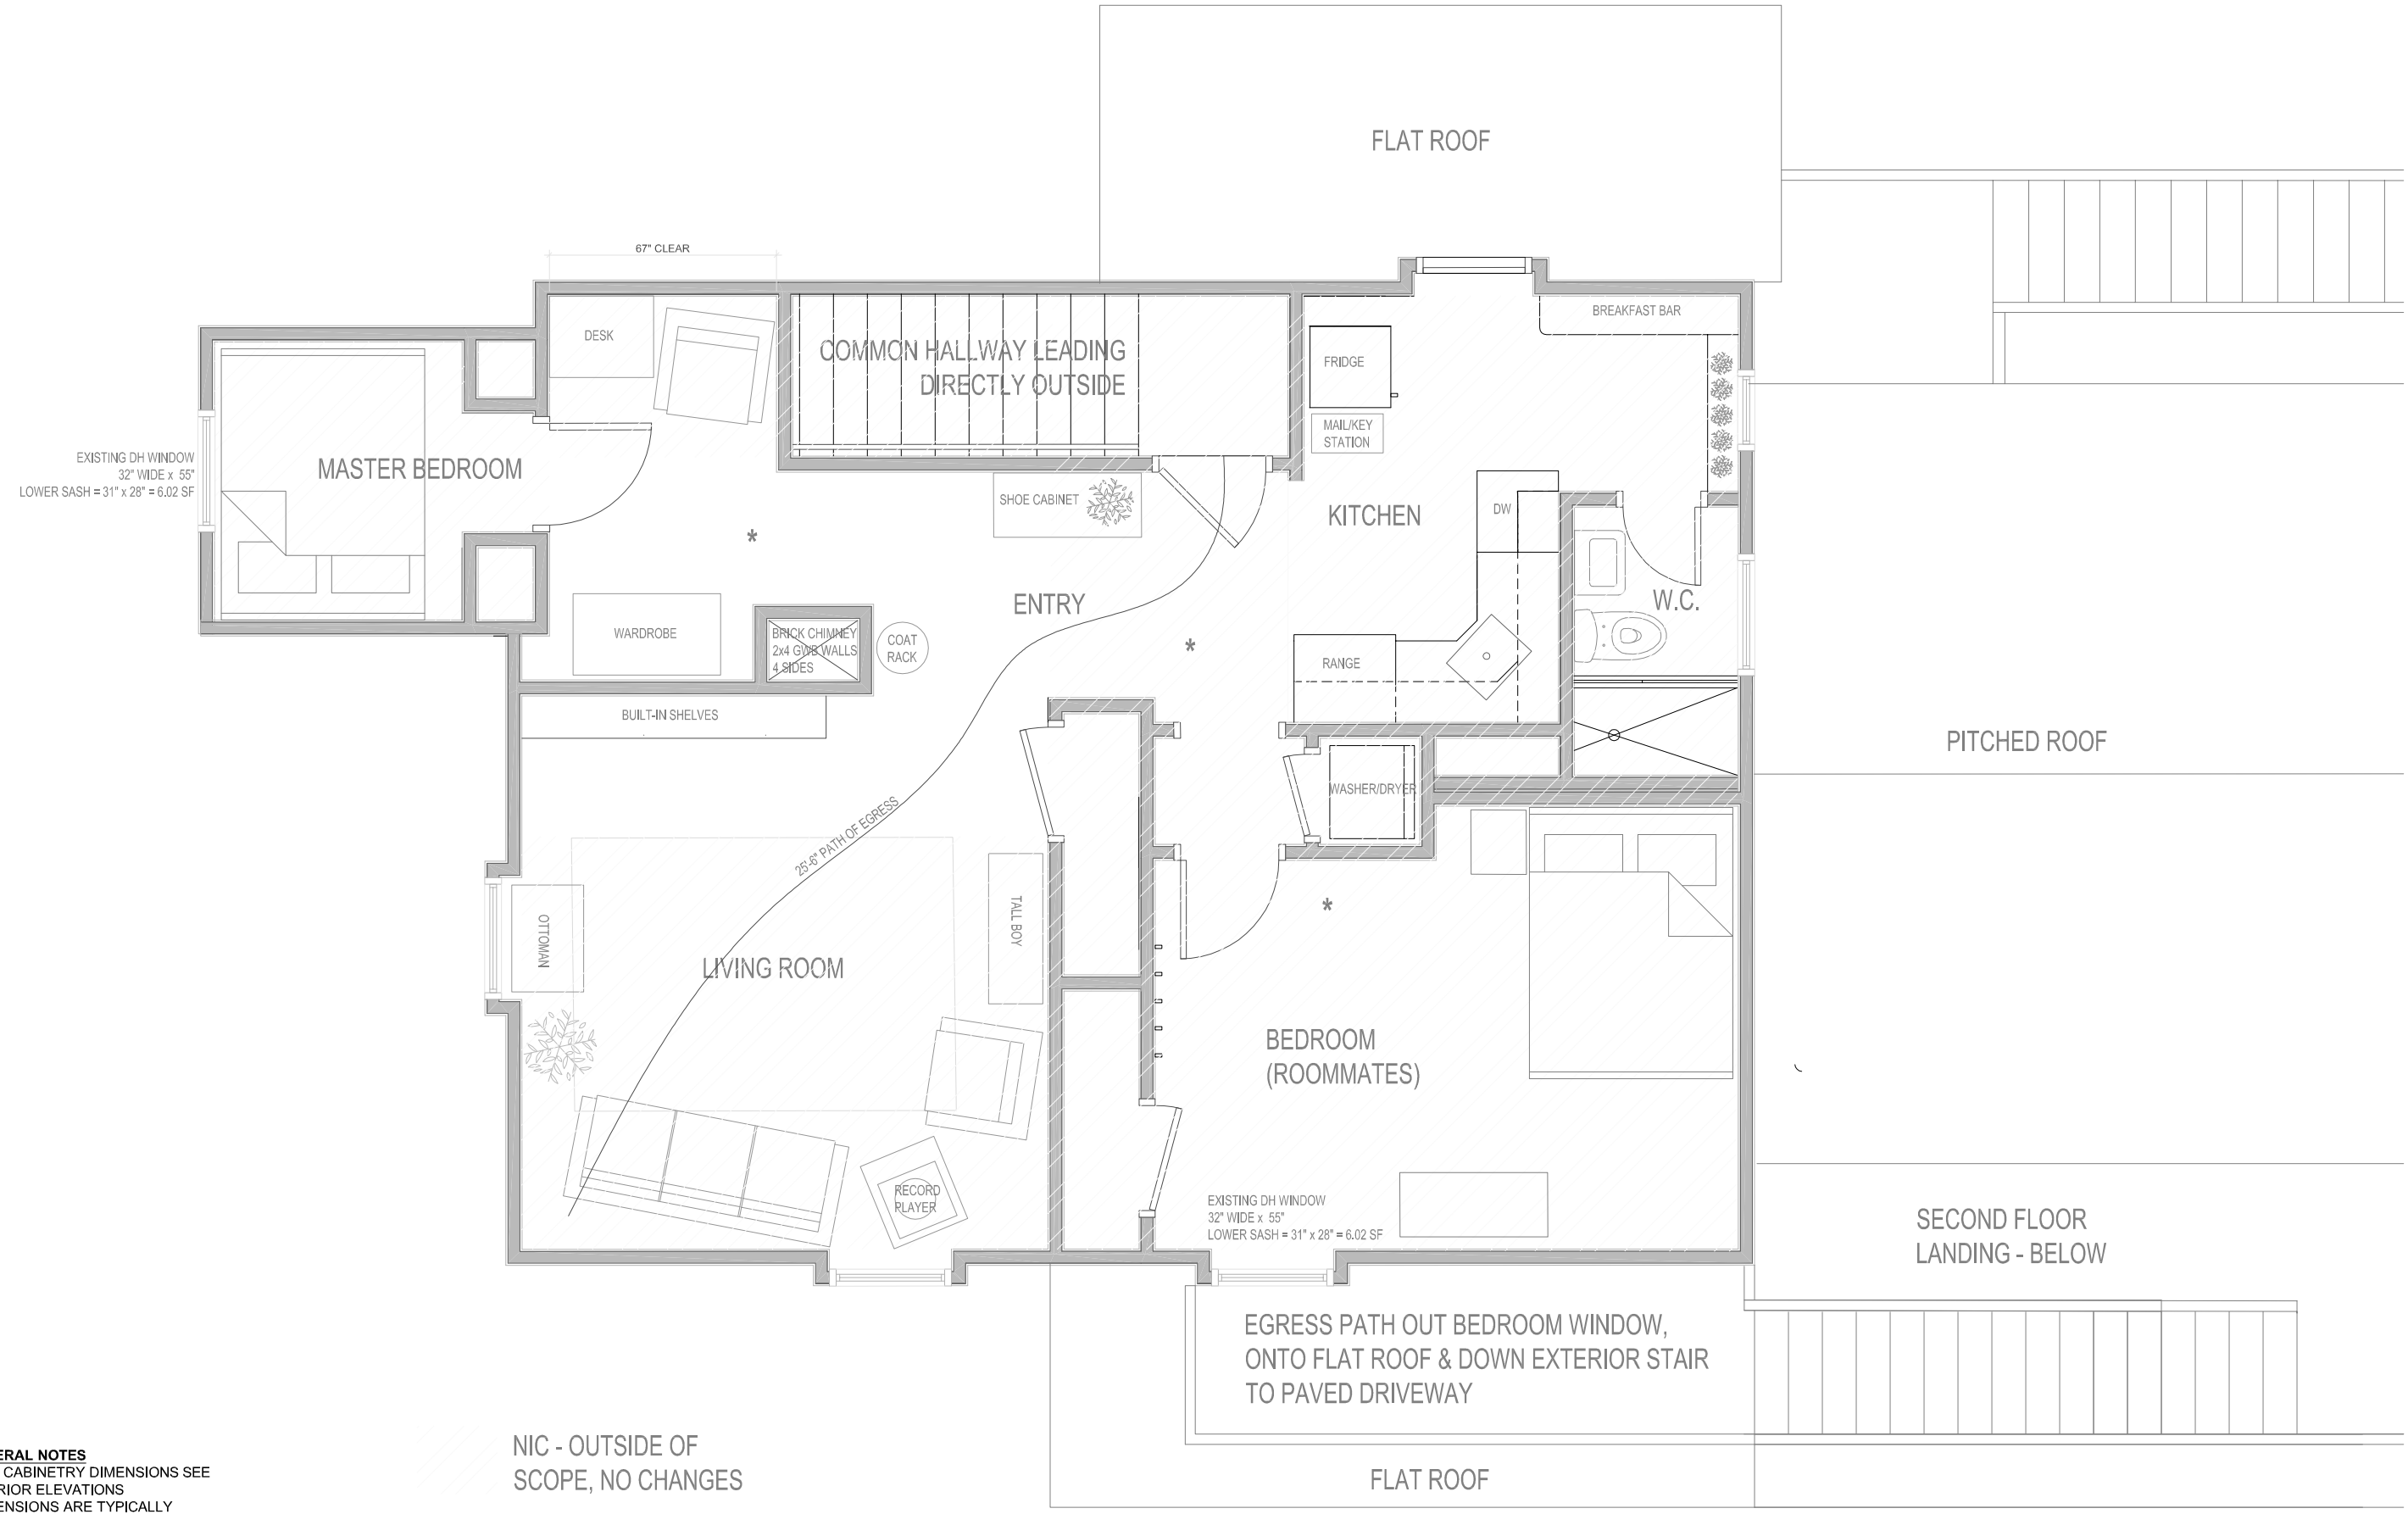 FLAT ROOF
67" CLEAR
DESK
COMMON HALLWAY LEADING
DIRECTLY OUTSIDE
BREAKFAST BAR
FRIDGE
MAIL/KEY
STATION
EXISTING DH WINDOW
32" WIDE x 55"
LOWER SASH = 31" x 28" = 6.02 SF
MASTER BEDROOM
SHOE CABINET
KITCHEN
DW
*
ENTRY
W.C.
WARDROBE
BRICK CHIMNEY
2x4 GWB WALLS
4 SIDES
COAT
RACK
*
RANGE
BUILT-IN SHELVES
PITCHED ROOF
WASHER/DRYER
25'-6" PATH OF EGRESS
*
OTTOMAN
TALL BOY
LIVING ROOM
BEDROOM
(ROOMMATES)
RECORD
PLAYER
EXISTING DH WINDOW
32" WIDE x 55"
LOWER SASH = 31" x 28" = 6.02 SF
SECOND FLOOR
LANDING - BELOW
EGRESS PATH OUT BEDROOM WINDOW,
ONTO FLAT ROOF & DOWN EXTERIOR STAIR
TO PAVED DRIVEWAY
NIC - OUTSIDE OF
SCOPE, NO CHANGES
FLAT ROOF
ERAL NOTES
CABINETRY DIMENSIONS SEE
RIOR ELEVATIONS
ENSIONS ARE TYPICALLY